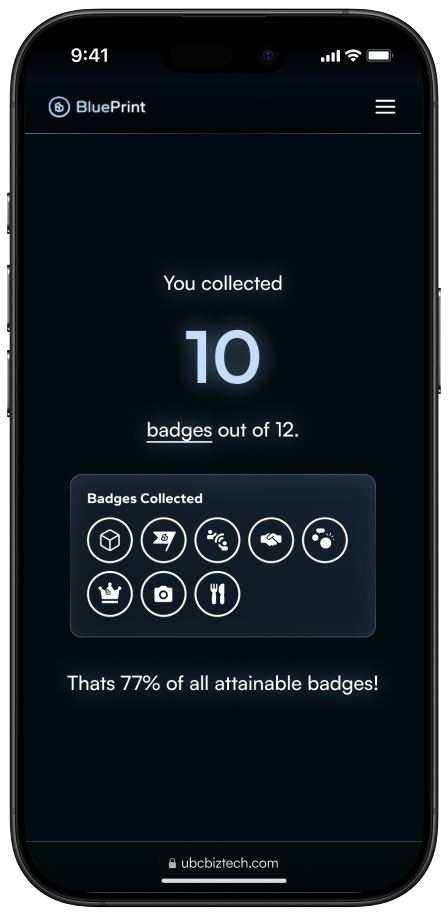 9:41
BluePrint
You collected
10
badges out of 12.
Badges Collected
Thats 77% of all attainable badges!
ubcbiztech.com